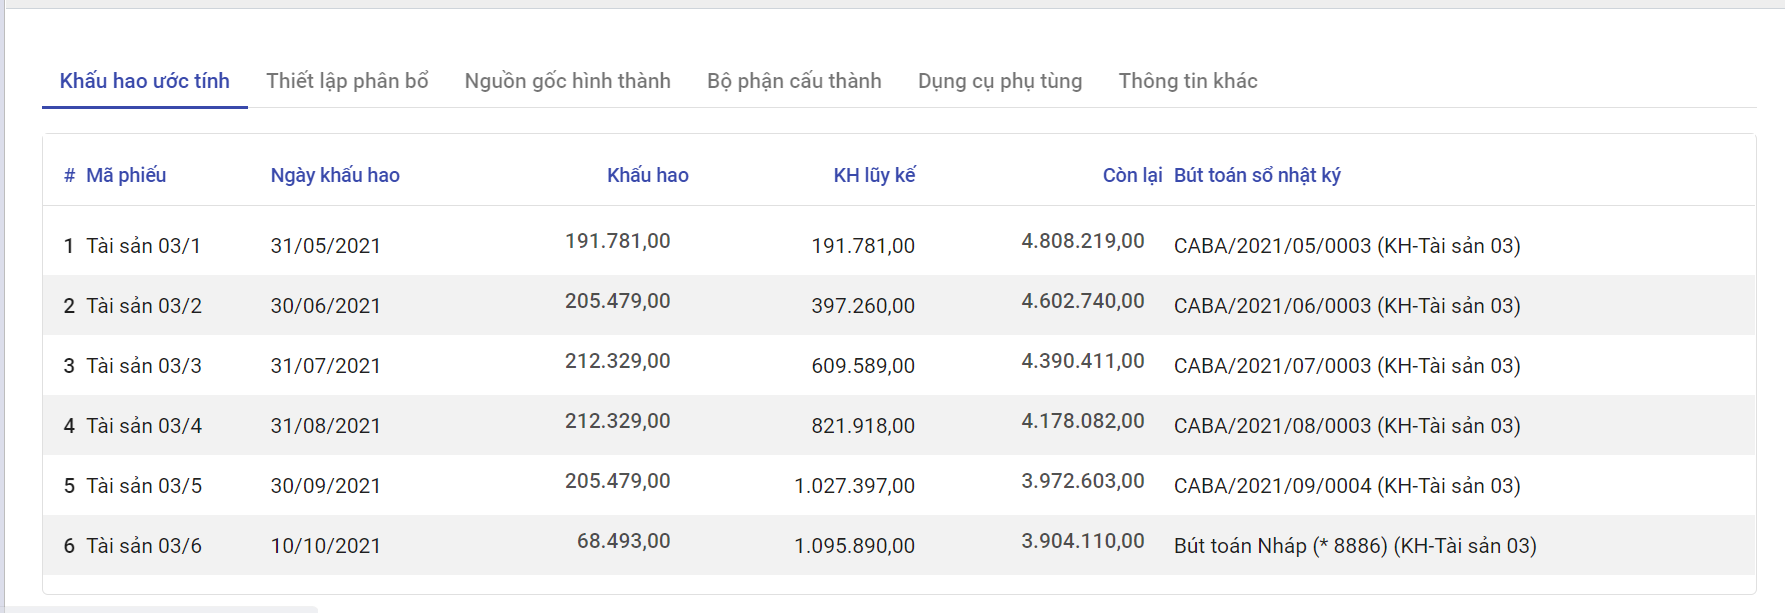 Khấu hao ước tính Thiết lập phân bổ Nguồn gốc hình thành Bộ phận cấu thành Dụng cụ phụ tùng Thông tin khác
# Mã phiếu Ngày khấu hao Khấu hao KH lũy kế Còn lại Bút toán sổ nhật ký
1 Tài sản 03/1 31/05/2021 191.781,00 191.781,00 4.808.219,00 CABA/2021/05/0003 (KH-Tài sản 03)
2 Tài sản 03/2 30/06/2021 205.479,00 397.260,00 4.602.740,00 CABA/2021/06/0003 (KH-Tài sản 03)
3 Tài sản 03/3 31/07/2021 212.329,00 609.589,00 4.390.411,00 CABA/2021/07/0003 (KH-Tài sản 03)
4 Tài sản 03/4 31/08/2021 212.329,00 821.918,00 4.178.082,00 CABA/2021/08/0003 (KH-Tài sản 03)
5 Tài sản 03/5 30/09/2021 205.479,00 1.027.397,00 3.972.603,00 CABA/2021/09/0004 (KH-Tài sản 03)
6 Tài sản 03/6 10/10/2021 68.493,00 1.095.890,00 3.904.110,00 Bút toán Nháp (* 8886) (KH-Tài sản 03)